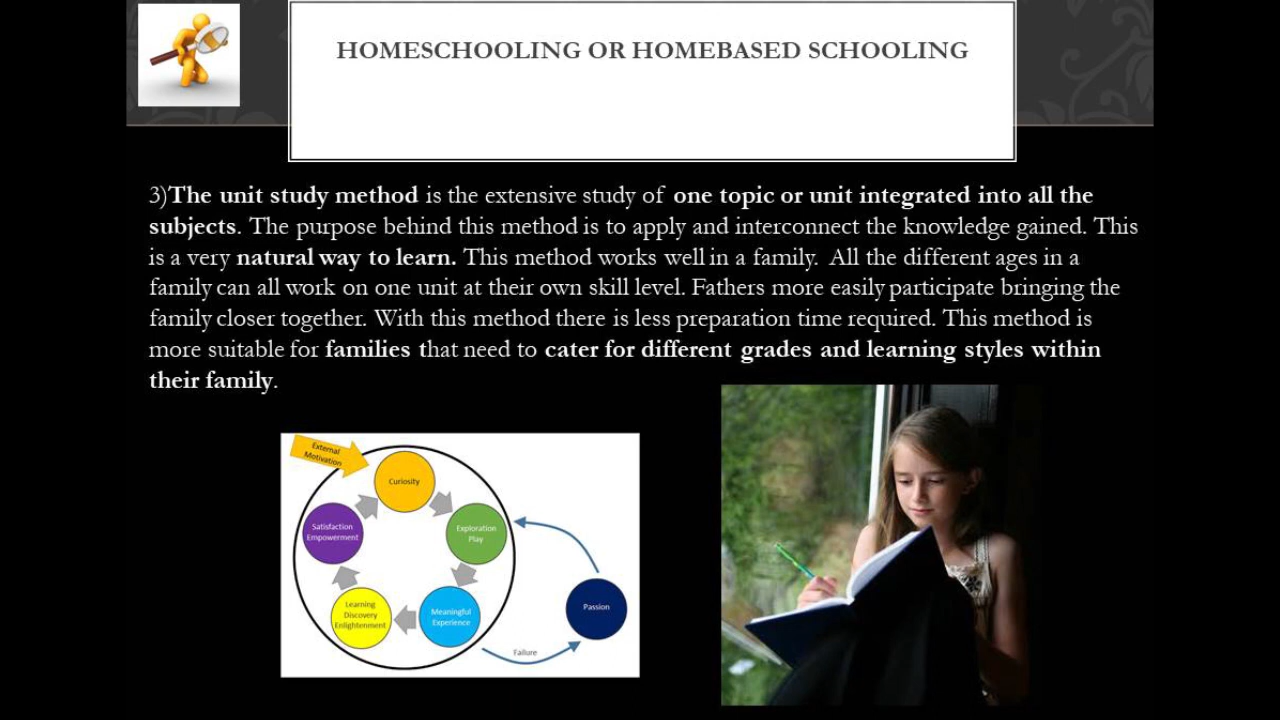 HOMESCHOOLING OR HOMEBASED SCHOOLING
3)The unit study method is the extensive study of one topic or unit integrated into all the
subjects. The purpose behind this method is to apply and interconnect the knowledge gained. This
is a very natural way to learn. This method works well in a family. All the different ages in a
family can all work on one unit at their own skill level. Fathers more easily participate bringing the
family closer together. With this method there is less preparation time required. This method is
more suitable for families that need to cater for different grades and learning styles within
their family.
External
Motivation
Curiosity
Satisfaction
Empowerment
Exploration
Play
Learning
Discovery
Enlightenment
Meaningful
Experience
Passion
Failure